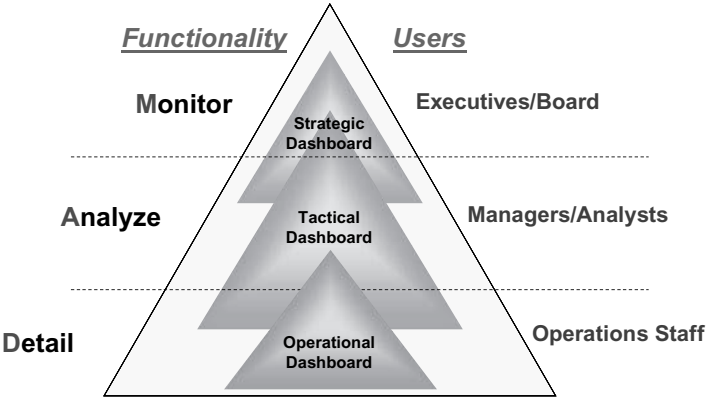 Functionality Users
Monitor Executives/Board
Strategic
Dashboard
Analyze Managers/Analysts
Tactical
Dashboard
Detail Operations Staff
Operational
Dashboard